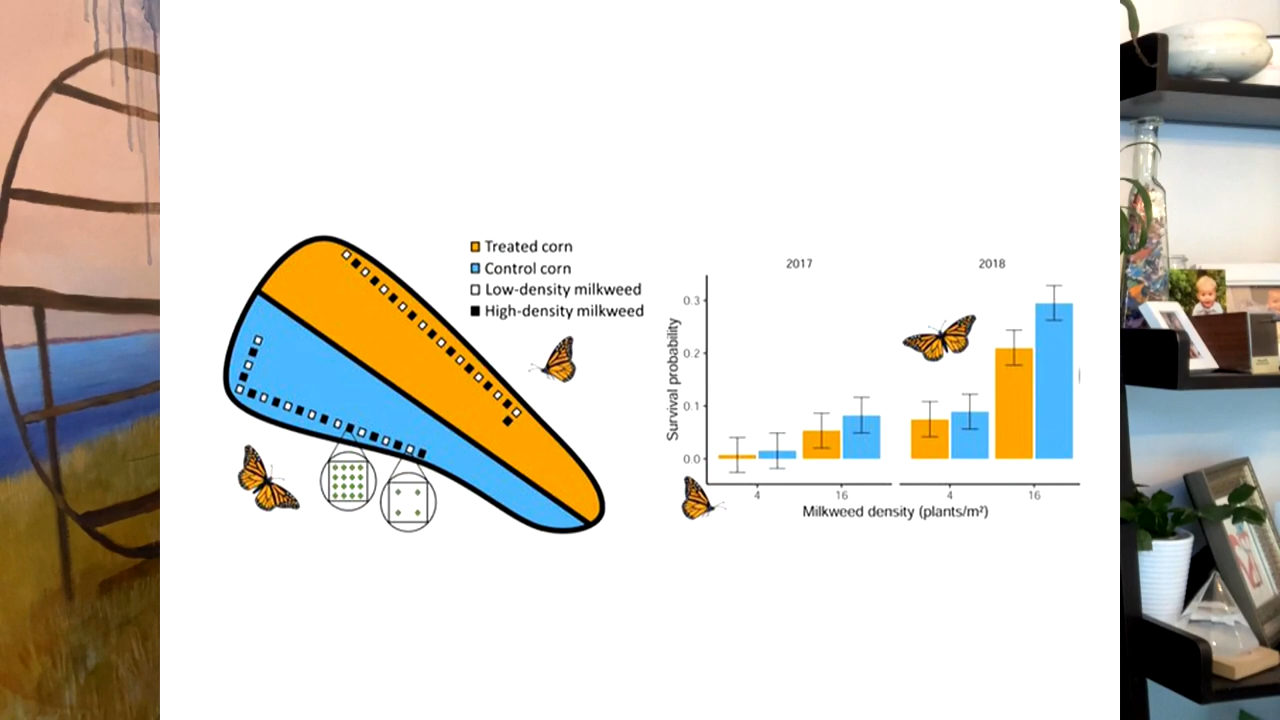 Treated corn
Control corn
Low-density milkweed
High-density milkweed
2017
2018
Survival probability
0.3
0.2
0.1
0.0
4
16
4
16
Milkweed density (plants/m²)